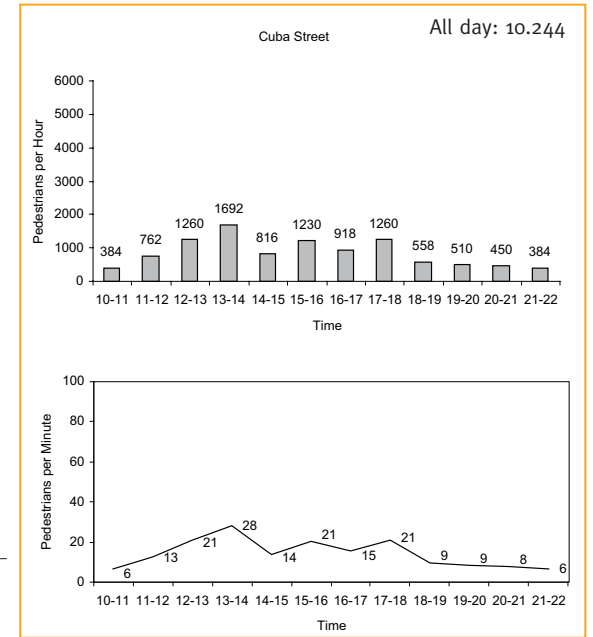 All day: 10.244
Cuba Street
6000
5000
4000
3000
2000
1000
0
Pedestrians per Hour
384 762 1260 1692 816 1230 918 1260 558 510 450 384
10-11 11-12 12-13 13-14 14-15 15-16 16-17 17-18 18-19 19-20 20-21 21-22
Time
100
80
60
40
20
0
Pedestrians per Minute
6 13 21 28 14 21 15 21 9 9 8 6
10-11 11-12 12-13 13-14 14-15 15-16 16-17 17-18 18-19 19-20 20-21 21-22
Time